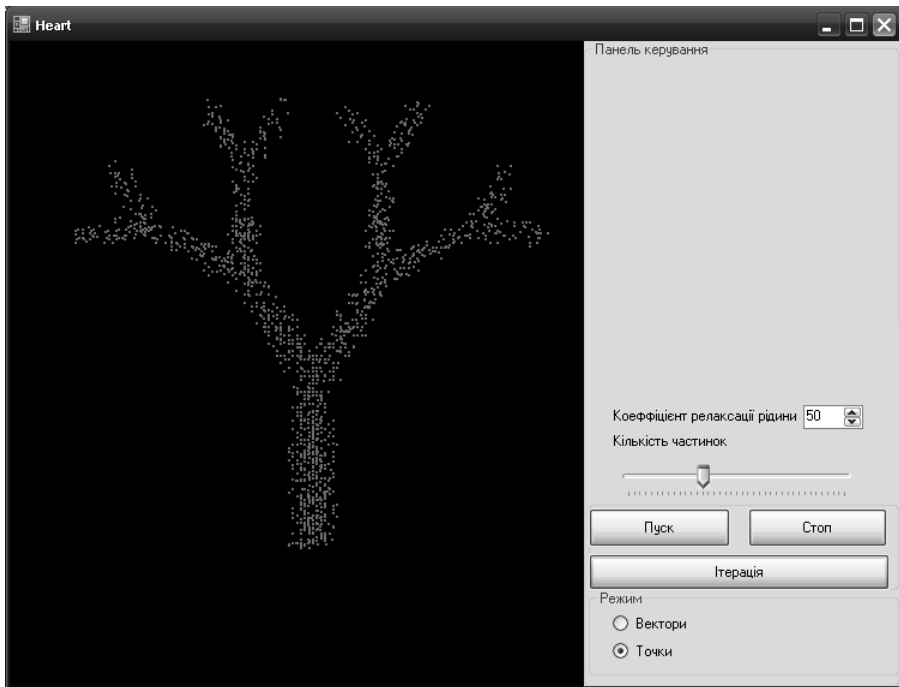 Heart
Панель керування
Коеффіцієнт релаксації рідини 50
Кількість частинок
Пуск Стоп
Ітерація
Режим
Вектори
Точки